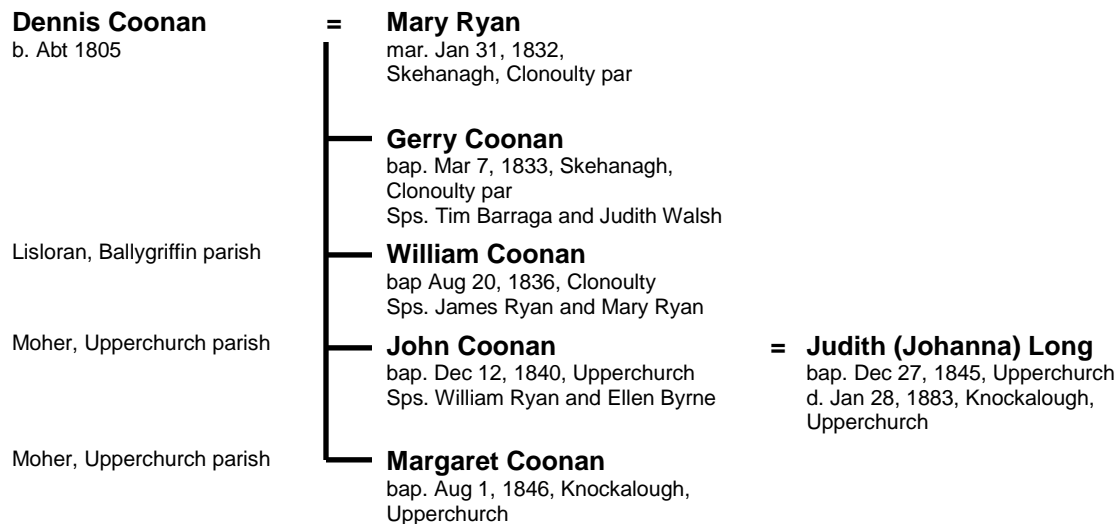 Dennis Coonan = Mary Ryan
b. Abt 1805
mar. Jan 31, 1832,
Skehanagh, Clonoulty par
Gerry Coonan
bap. Mar 7, 1833, Skehanagh,
Clonoulty par
Sps. Tim Barraga and Judith Walsh
Lisloran, Ballygriffin parish
William Coonan
bap Aug 20, 1836, Clonoulty
Sps. James Ryan and Mary Ryan
Moher, Upperchurch parish
John Coonan = Judith (Johanna) Long
bap. Dec 12, 1840, Upperchurch
Sps. William Ryan and Ellen Byrne
bap. Dec 27, 1845, Upperchurch
d. Jan 28, 1883, Knockalough,
Upperchurch
Moher, Upperchurch parish
Margaret Coonan
bap. Aug 1, 1846, Knockalough,
Upperchurch